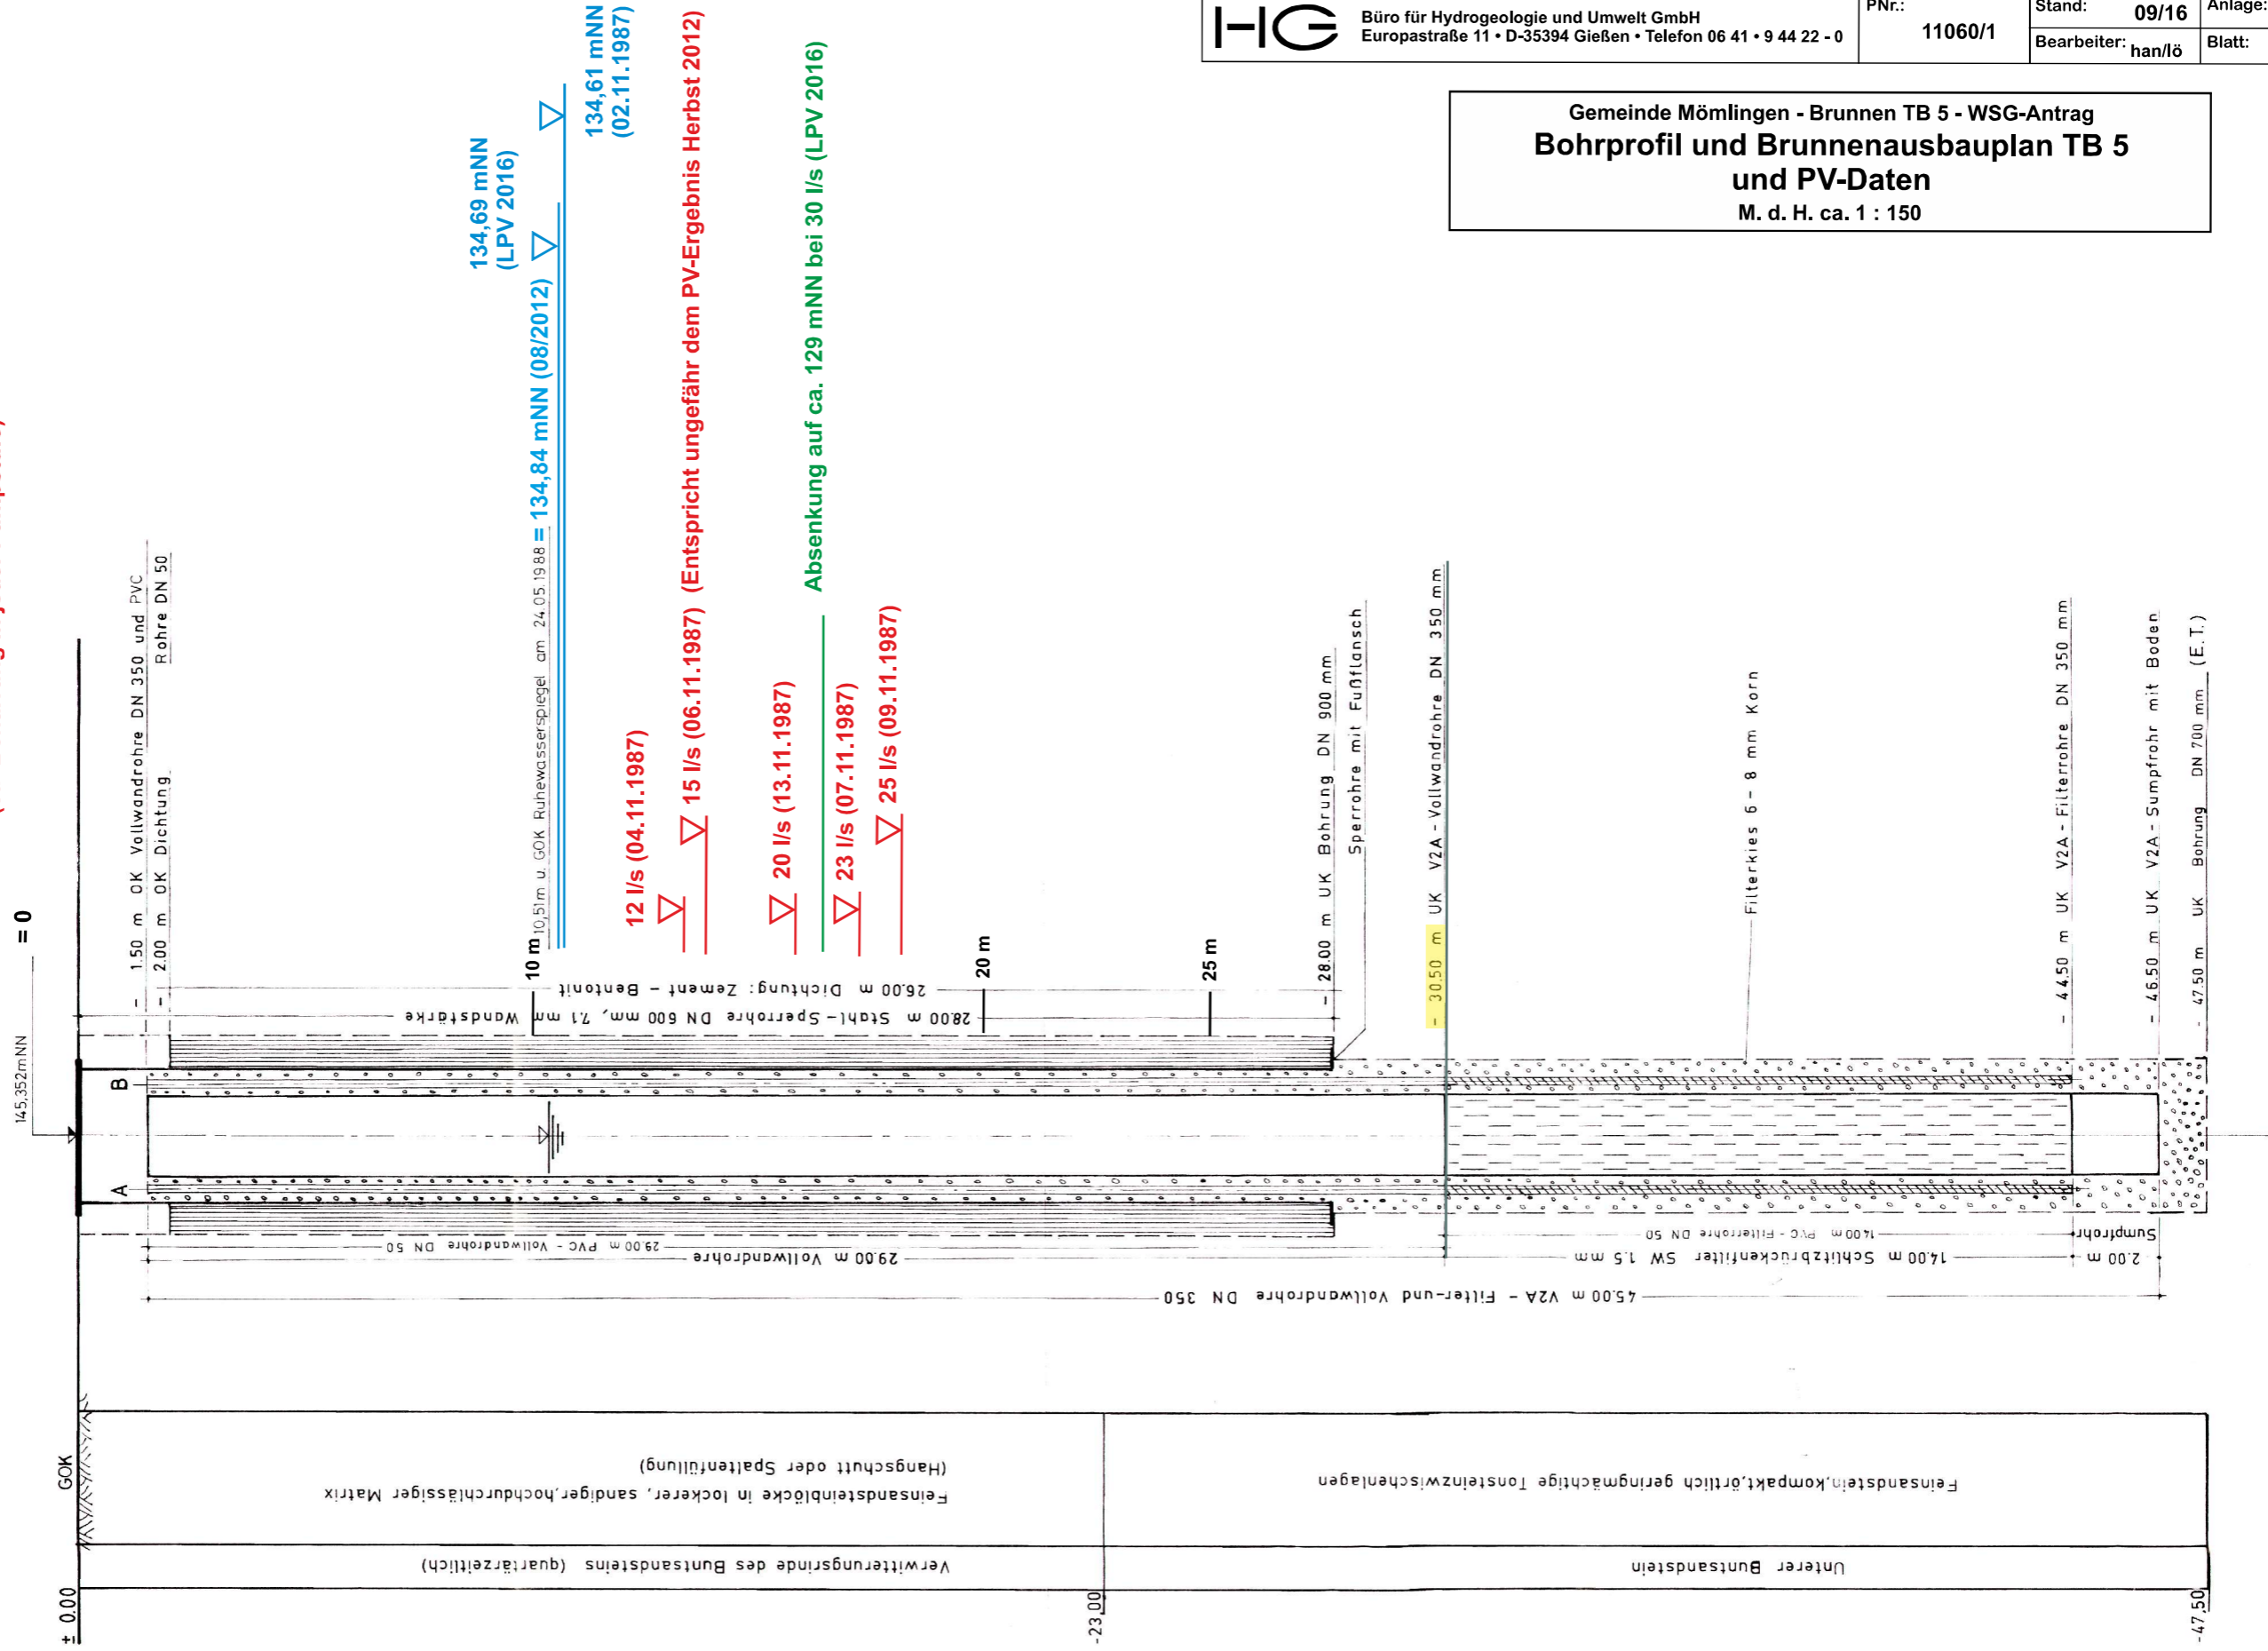 HG
Büro für Hydrogeologie und Umwelt GmbH
Europastraße 11 • D-35394 Gießen • Telefon 06 41 • 9 44 22 - 0
PNr.:
11060/1
Stand: 09/16
Bearbeiter: han/lö
Anlage:
Blatt:
Gemeinde Mömlingen - Brunnen TB 5 - WSG-Antrag
Bohrprofil und Brunnenausbauplan TB 5
und PV-Daten
M. d. H. ca. 1 : 150
145,352mNN
= 0
- 1.50 m OK Vollwandrohre DN 350 und PVC
Rohre DN 50
- 2.00 m OK Dichtung
10 m
10,51m u. GOK Ruhewasserspiegel am 24.05.1988 = 134,84 mNN (08/2012)
134,69 mNN
(LPV 2016)
134,61 mNN
(02.11.1987)
12 l/s (04.11.1987)
15 l/s (06.11.1987) (Entspricht ungefähr dem PV-Ergebnis Herbst 2012)
20 l/s (13.11.1987)
Absenkung auf ca. 129 mNN bei 30 l/s (LPV 2016)
23 l/s (07.11.1987)
25 l/s (09.11.1987)
20 m
25 m
- 28.00 m UK Bohrung DN 900 mm
Sperrohre mit Fußflansch
- 30.50 m UK V2A - Vollwandrohre DN 350 mm
Filterkies 6 - 8 mm Korn
- 44.50 m UK V2A - Filterrohre DN 350 mm
- 46.50 m UK V2A - Sumpfrohr mit Boden
- 47.50 m UK Bohrung DN 700 mm (E.T.)
26.00 m Dichtung: Zement - Bentonit
28.00 m Stahl-Sperrohre DN 600 mm, 7.1 mm Wandstärke
B
A
29.00 m PVC - Vollwandrohre DN 50
29.00 m Vollwandrohre
14.00 m PVC - Filterrohre DN 50
14.00 m Schlitzbrückenfilter SW 1.5 mm
Sumpfrohr
2.00 m
45.00 m V2A - Filter-und Vollwandrohre DN 350
GOK
Feinsandsteinblöcke in lockerer, sandiger,hochdurchlässiger Matrix
(Hangschutt oder Spaltenfüllung)
Feinsandstein,kompakt,örtlich geringmächtige Tonsteinzwischenlagen
Verwitterungsrinde des Buntsandsteins (quartärzeitlich)
Unterer Buntsandstein
± 0.00
-23,00
-47,50